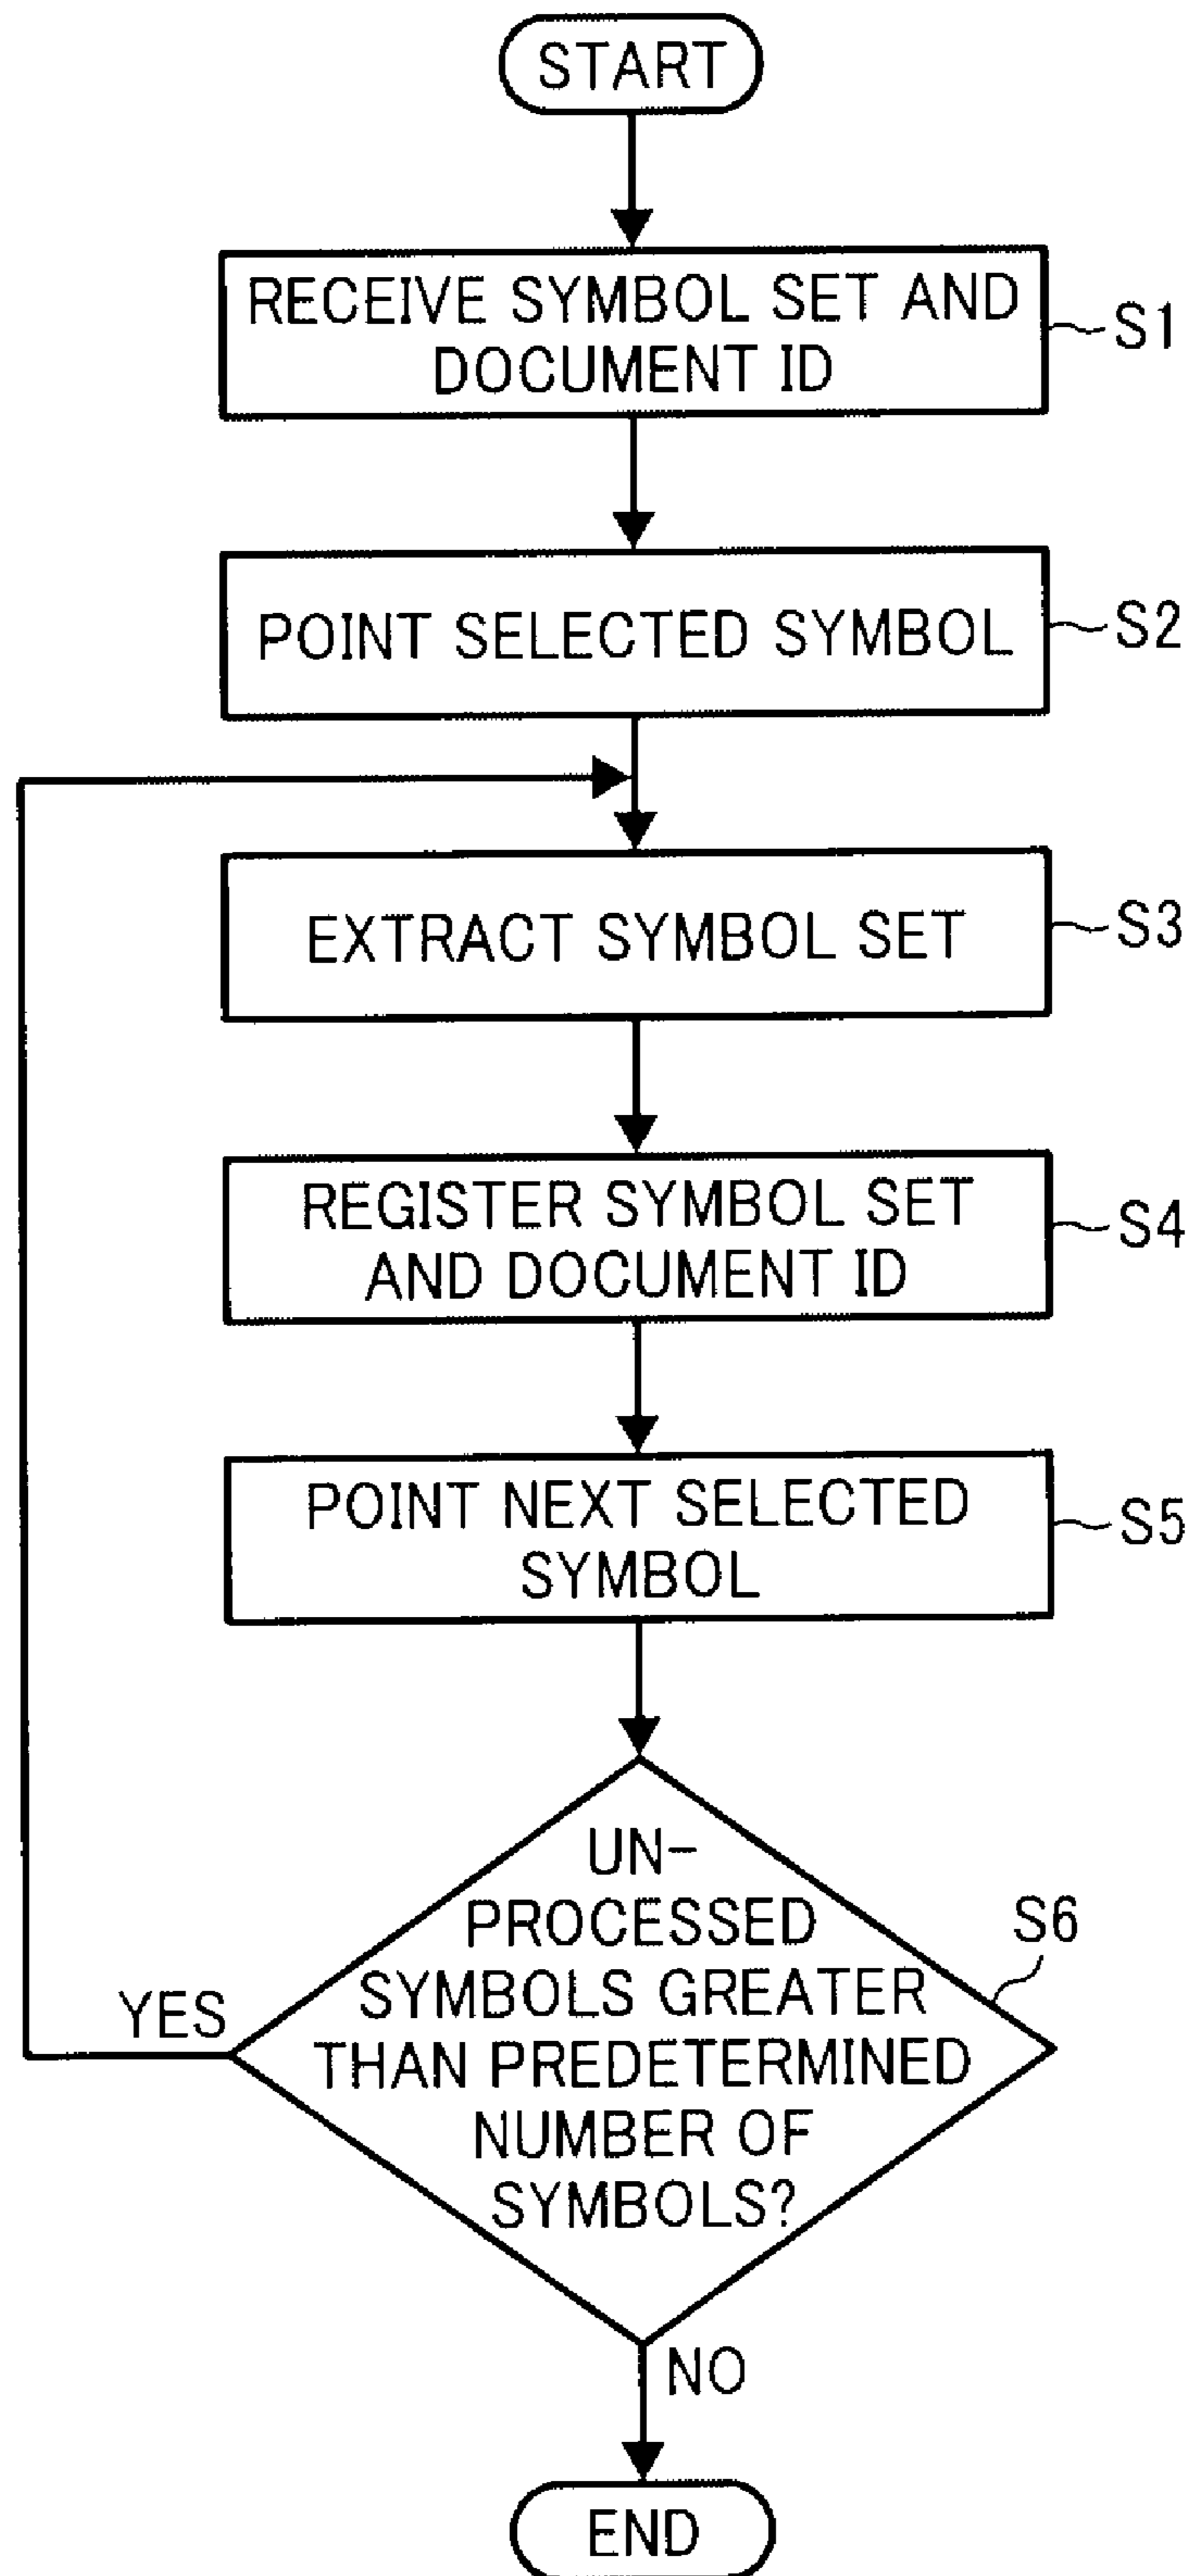 START
RECEIVE SYMBOL SET AND
DOCUMENT ID
S1
POINT SELECTED SYMBOL
S2
EXTRACT SYMBOL SET
S3
REGISTER SYMBOL SET
AND DOCUMENT ID
S4
POINT NEXT SELECTED
SYMBOL
S5
UN-
PROCESSED
SYMBOLS GREATER
THAN PREDETERMINED
NUMBER OF
SYMBOLS?
S6
YES
NO
END